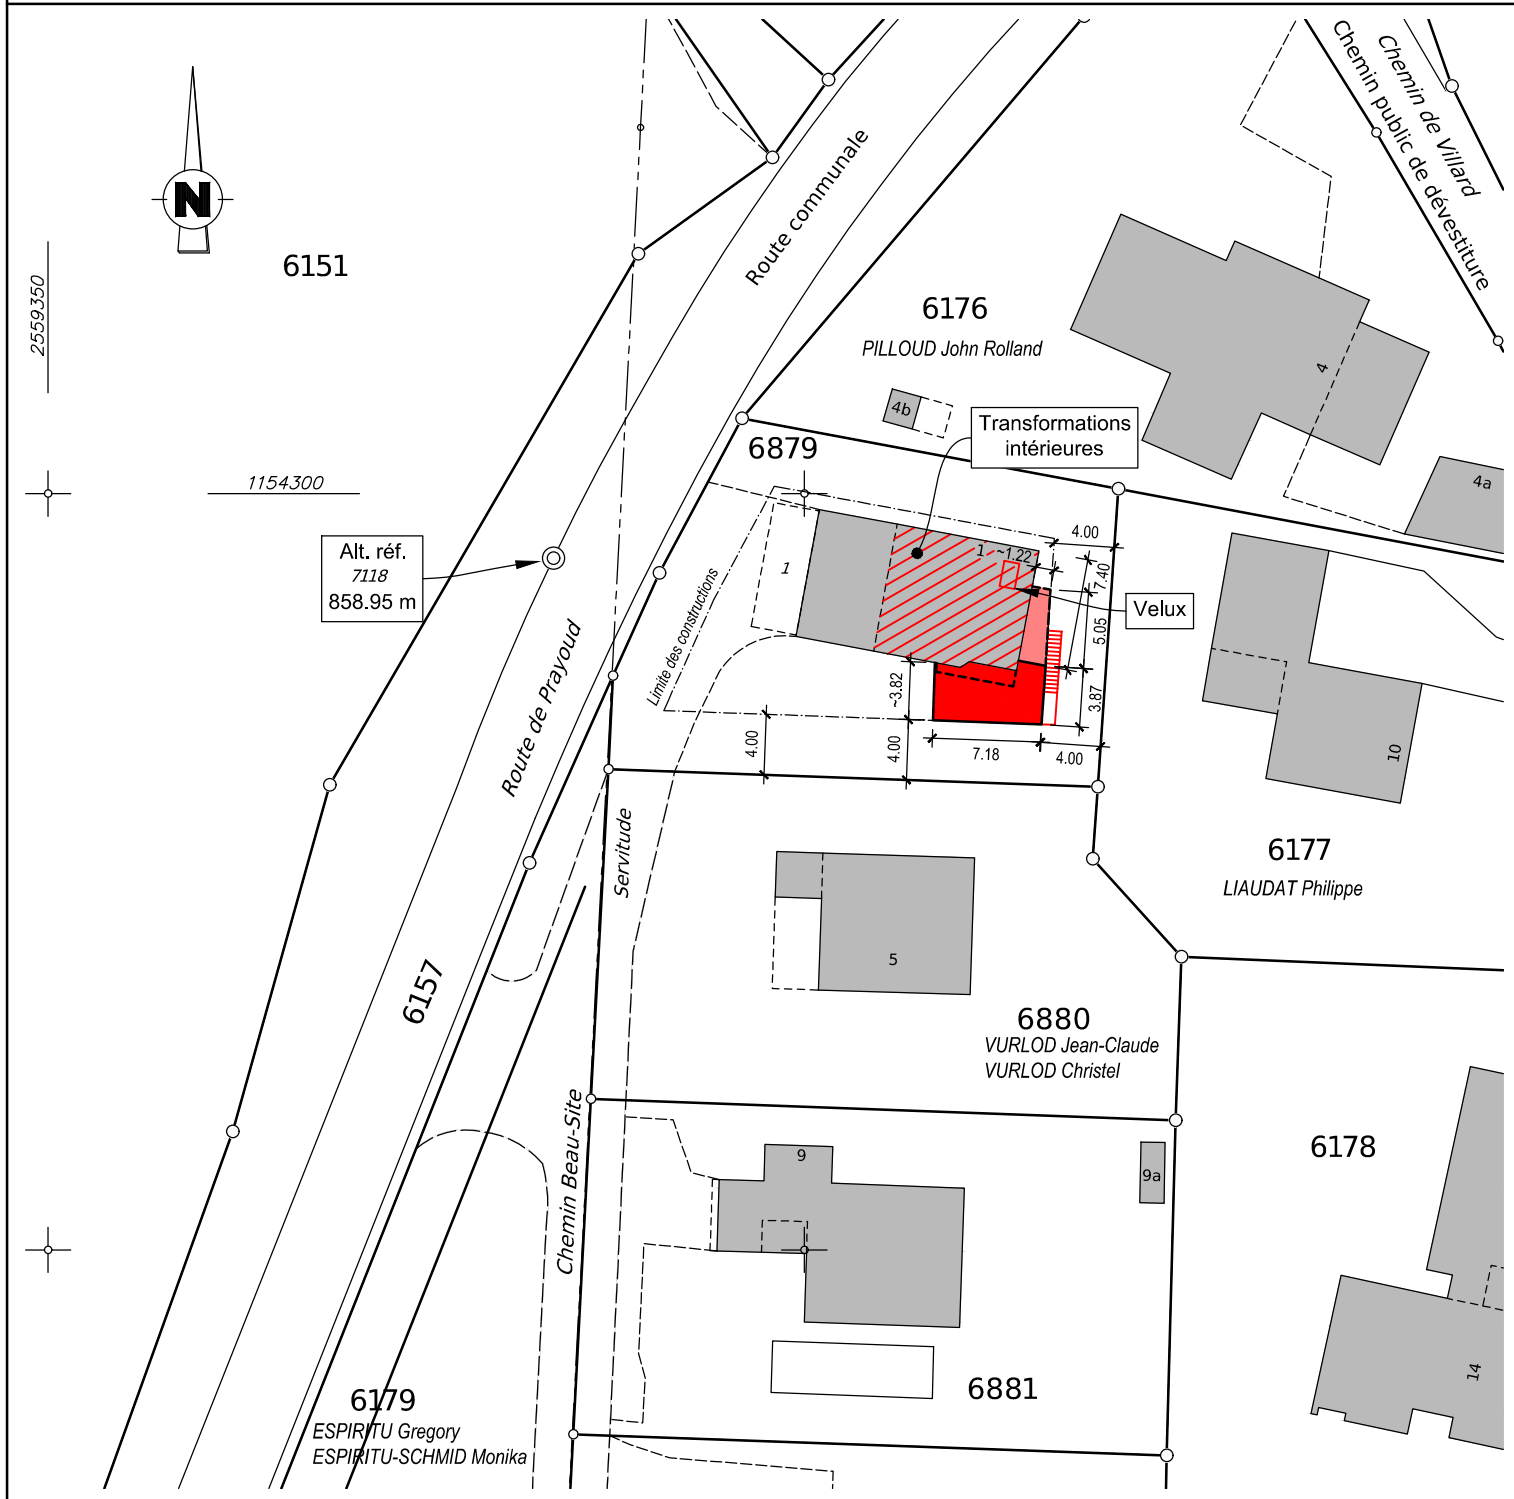 N
6151
2559350
1154300
Alt. réf.
7118
858.95 m
Route communale
Route de Prayoud
6157
Chemin de Villard
Chemin public de dévestiture
6176
PILLOUD John Rolland
4b
4
4a
6879
Transformations
intérieures
Velux
Limite des constructions
1
1
~1.22
4.00
7.40
5.05
3.87
~3.82
4.00
4.00
7.18
4.00
10
6177
LIAUDAT Philippe
Servitude
5
6880
VURLOD Jean-Claude
VURLOD Christel
Chemin Beau-Site
9
9a
6178
14
6881
6179
ESPIRITU Gregory
ESPIRITU-SCHMID Monika